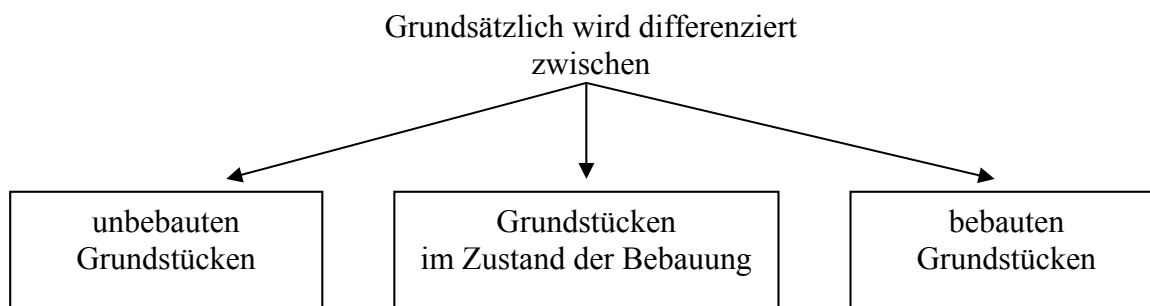 Grundsätzlich wird differenziert
zwischen
unbebauten
Grundstücken
Grundstücken
im Zustand der Bebauung
bebauten
Grundstücken